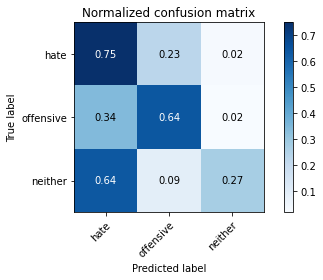 Normalized confusion matrix
True label
hate
0.75 0.23 0.02
offensive
0.34 0.64 0.02
neither
0.64 0.09 0.27
hate offensive neither
Predicted label
0.7
0.6
0.5
0.4
0.3
0.2
0.1